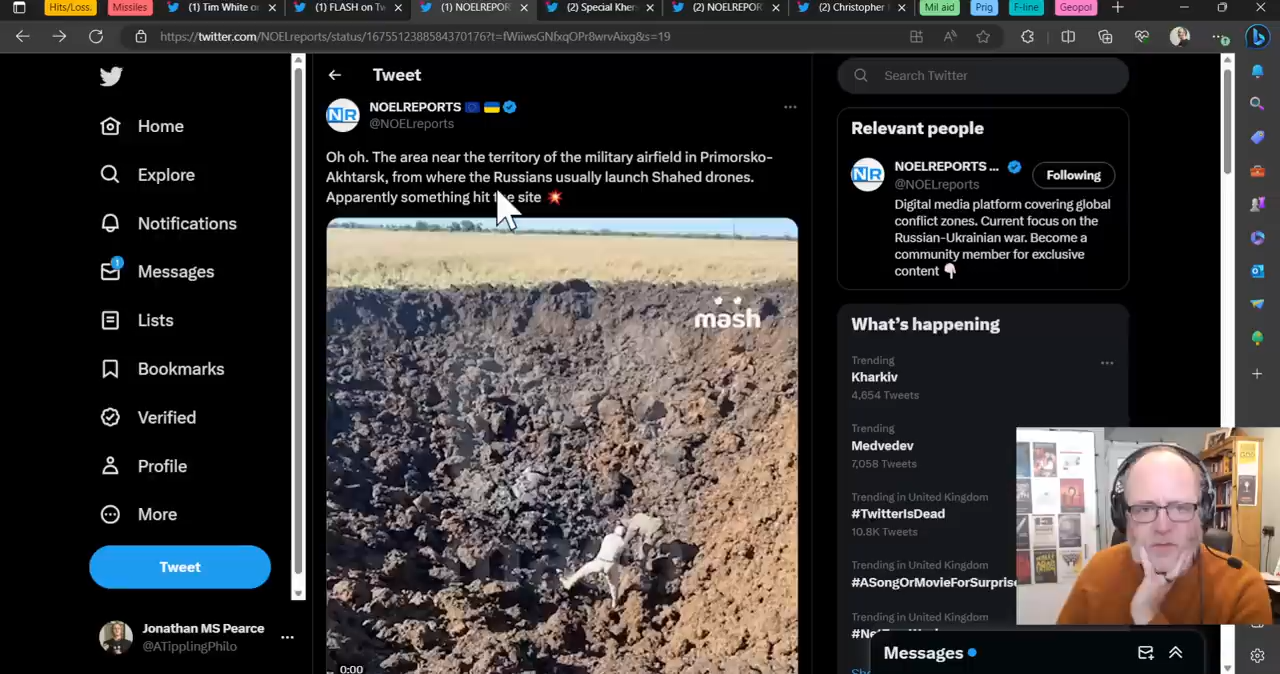 Hits/Loss.
Missiles
(1) Tim White or
(1) FLASH on Tw
(1) NOELREPOR
(2) Special Kher
(2) NOELREPOR
(2) Christopher
Mil aid
Prig
F-line
Geopol
https://twitter.com/NOELreports/status/1675512388584370176?t=fWiiwsGNfxqOPr8wrvAixg&s=19
Home
Explore
Notifications
1
Messages
Lists
Bookmarks
Verified
Profile
More
Tweet
Jonathan MS Pearce
@ATipplingPhilo
Tweet
NR
NOELREPORTS
@NOELreports
Oh oh. The area near the territory of the military airfield in Primorsko-
Akhtarsk, from where the Russians usually launch Shahed drones.
Apparently something hit the site
mash
0:00
Search Twitter
Relevant people
NR
NOELREPORTS ...
@NOELreports
Following
Digital media platform covering global
conflict zones. Current focus on the
Russian-Ukrainian war. Become a
community member for exclusive
content
What's happening
Trending
Kharkiv
4,654 Tweets
Trending
Medvedev
7,058 Tweets
Trending in United Kingdom
#TwitterIsDead
10.8K Tweets
Trending in United Kingdom
#ASongOrMovieForSurprise
Trending in United Kingdom
Messages